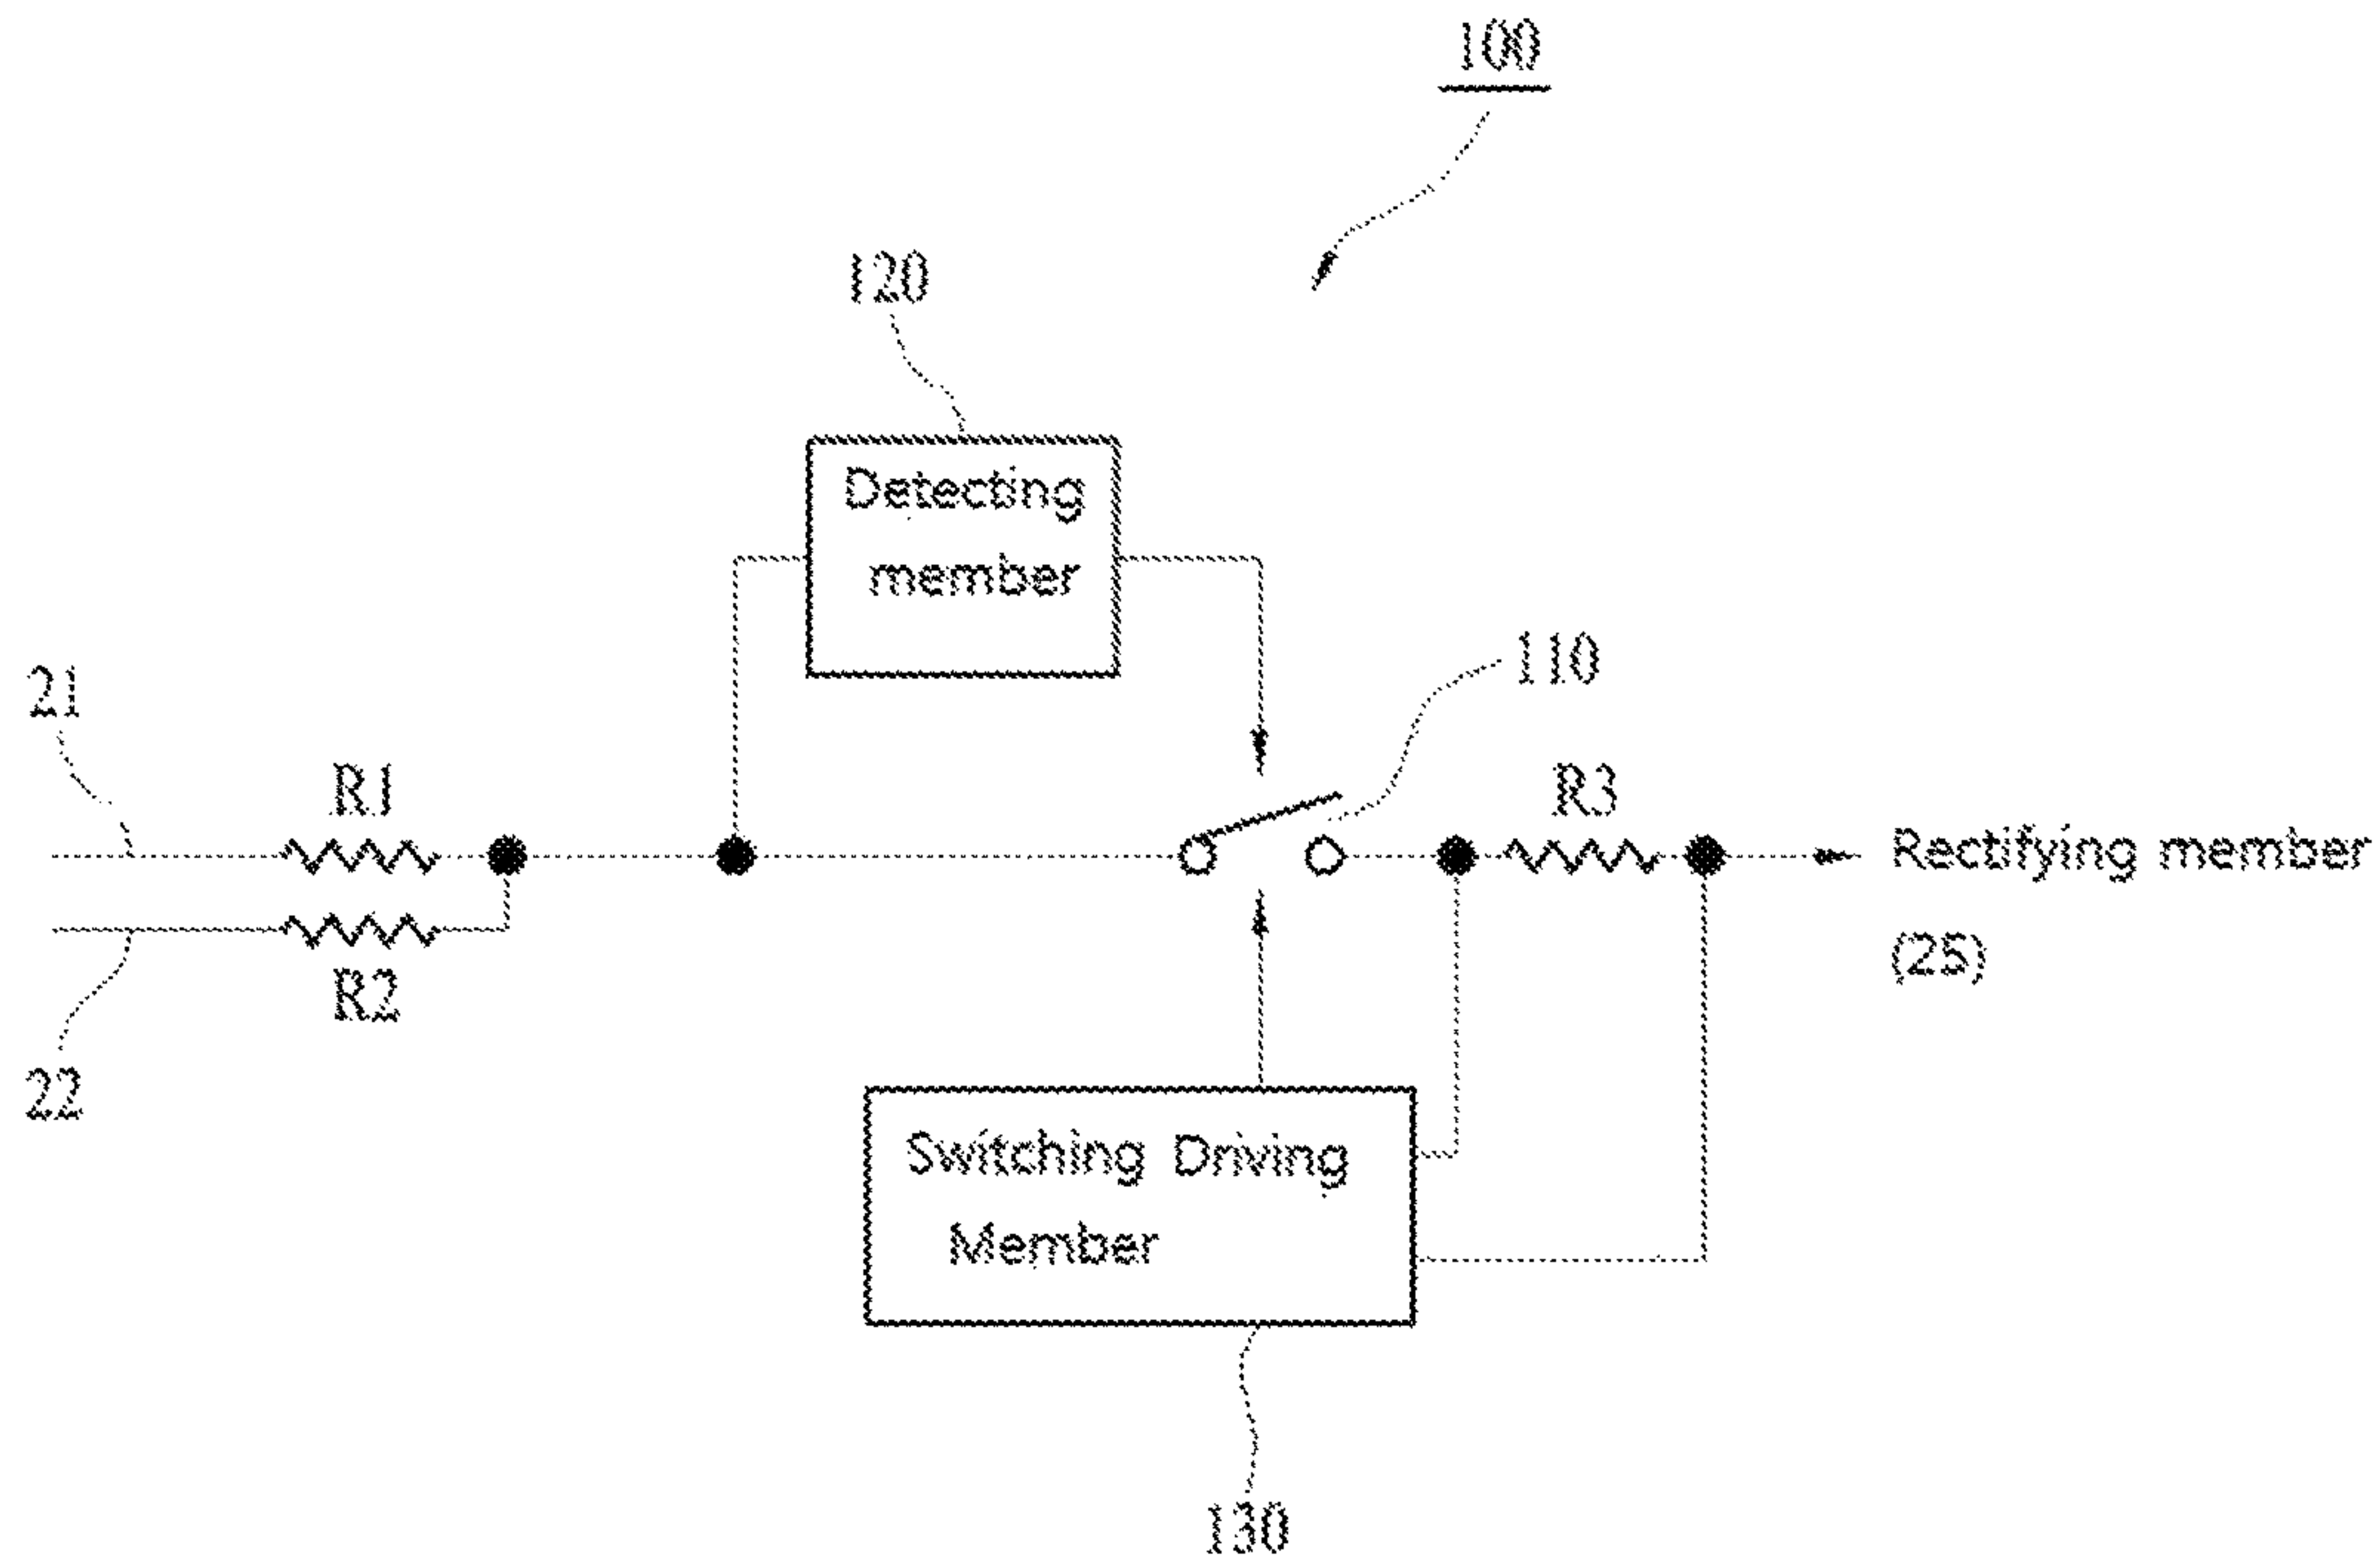 100
120
Detecting
member
110
21
R1
R3
Rectifying member
(25)
R2
22
Switching Driving
Member
130